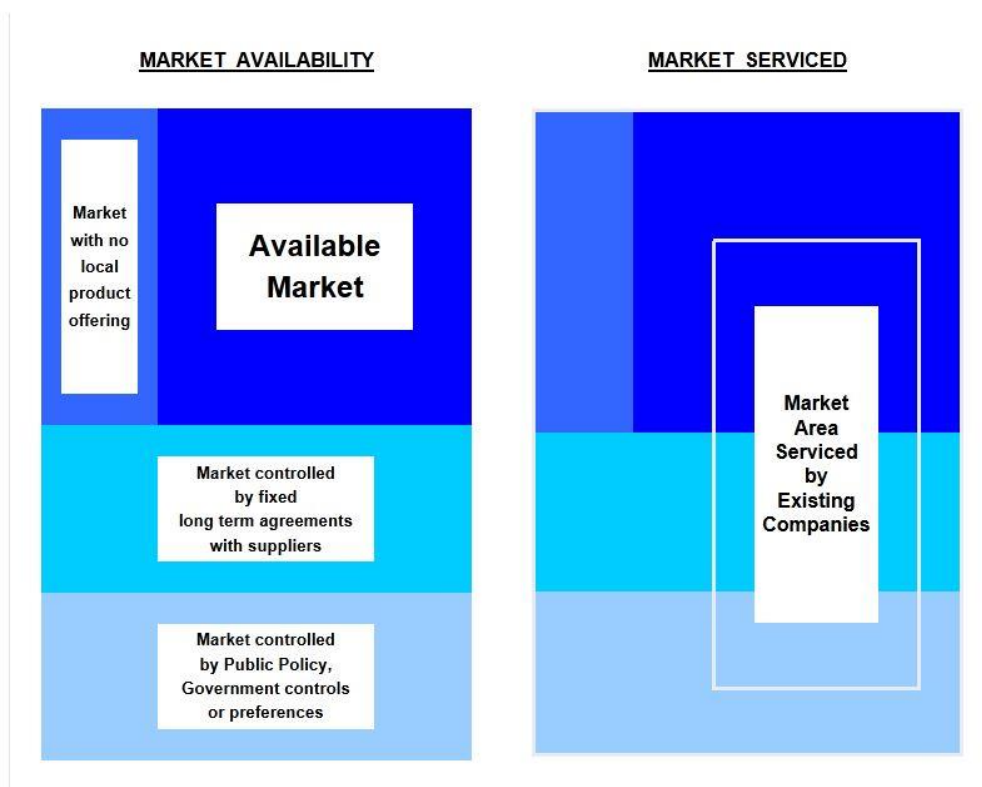 MARKET AVAILABILITY
MARKET SERVICED
Market
with no
local
product
offering
Available
Market
Market controlled
by fixed
long term agreements
with suppliers
Market controlled
by Public Policy,
Government controls
or preferences
Market
Area
Serviced
by
Existing
Companies